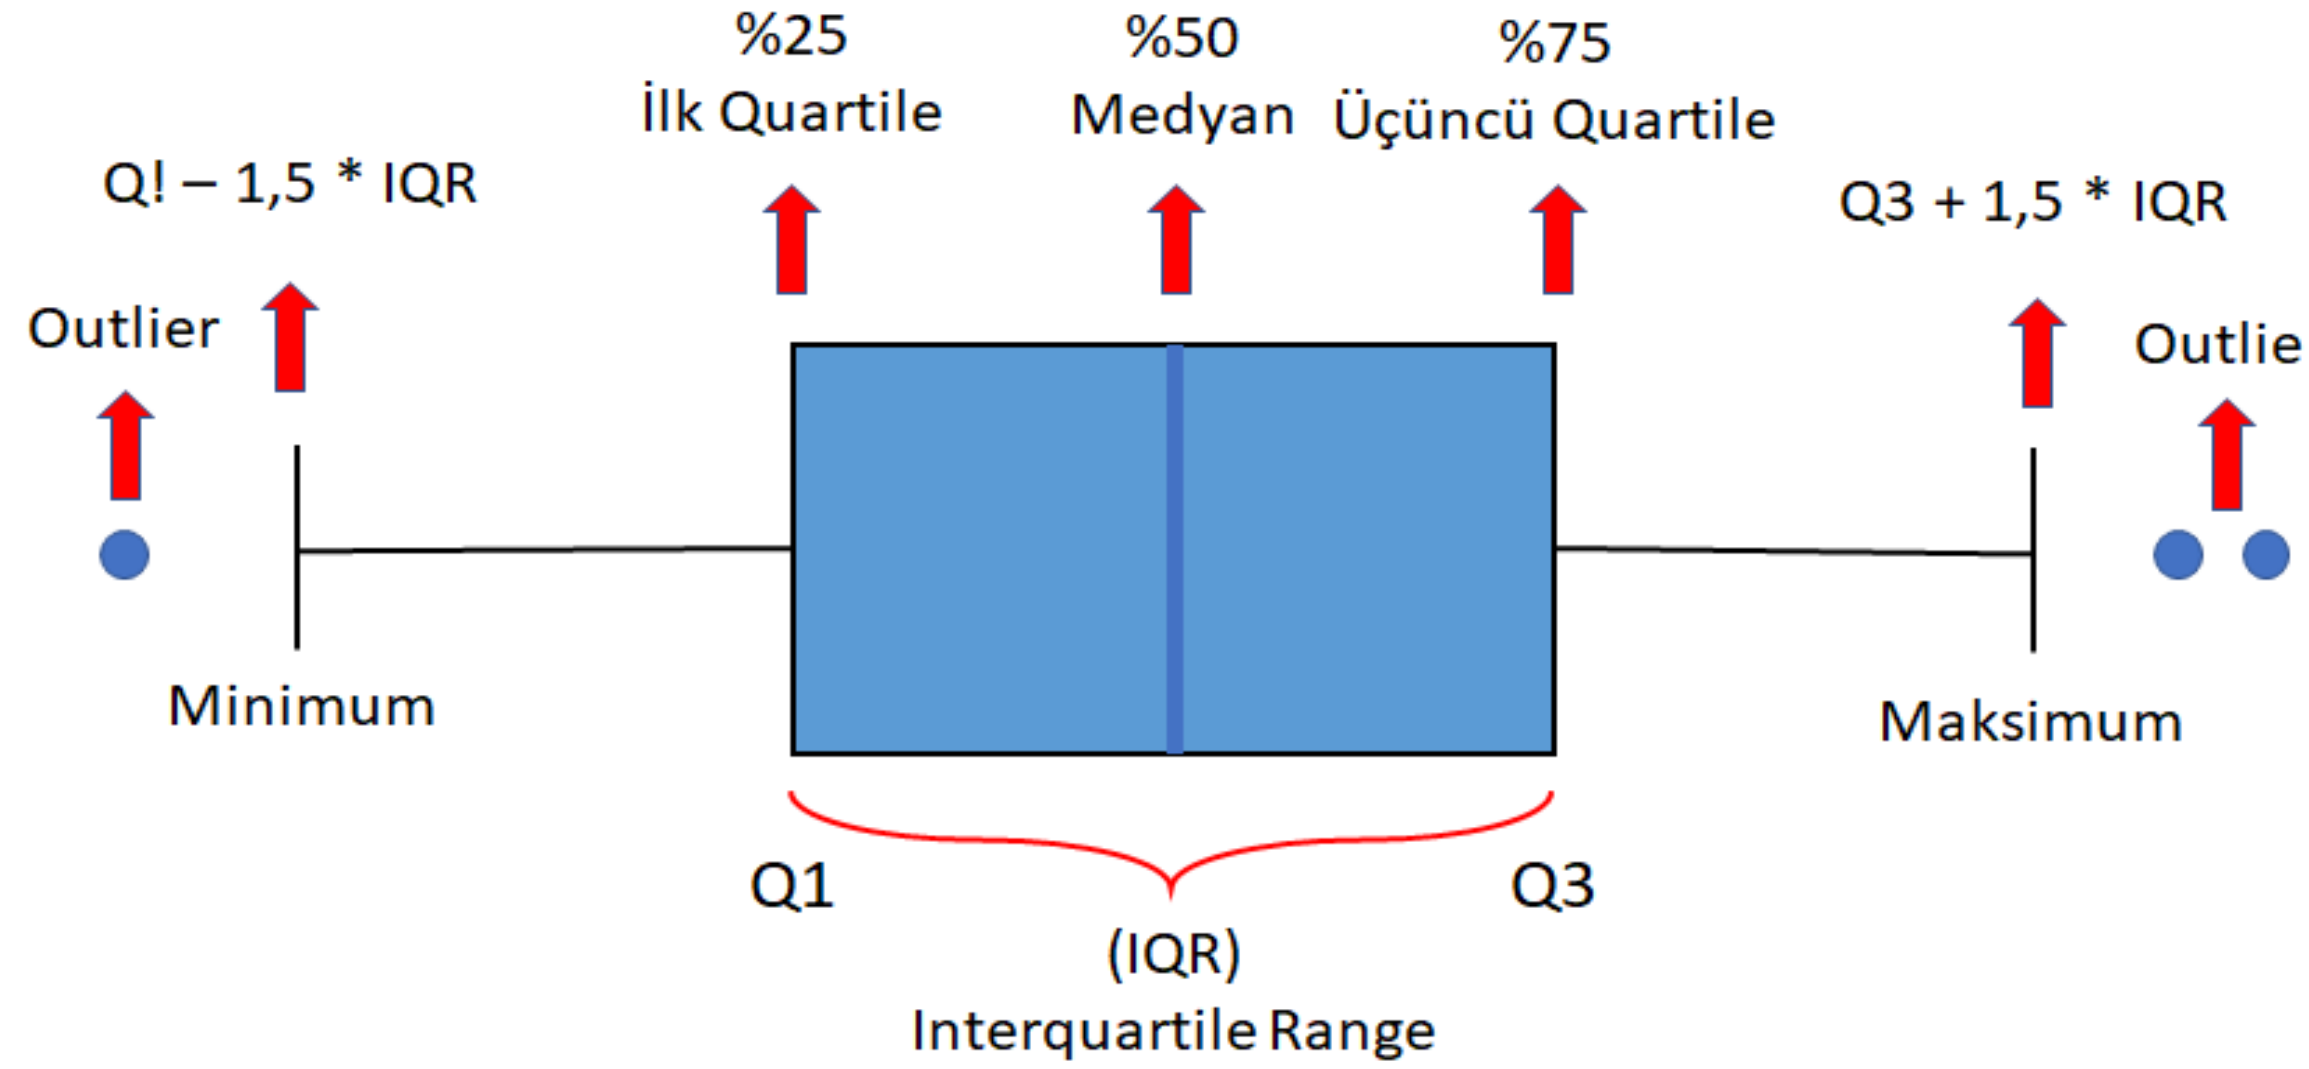 %25
İlk Quartile
%50
Medyan
%75
Üçüncü Quartile
Q! – 1,5 * IQR
Q3 + 1,5 * IQR
Outlier
Outlie
Minimum
Maksimum
Q1
Q3
(IQR)
Interquartile Range